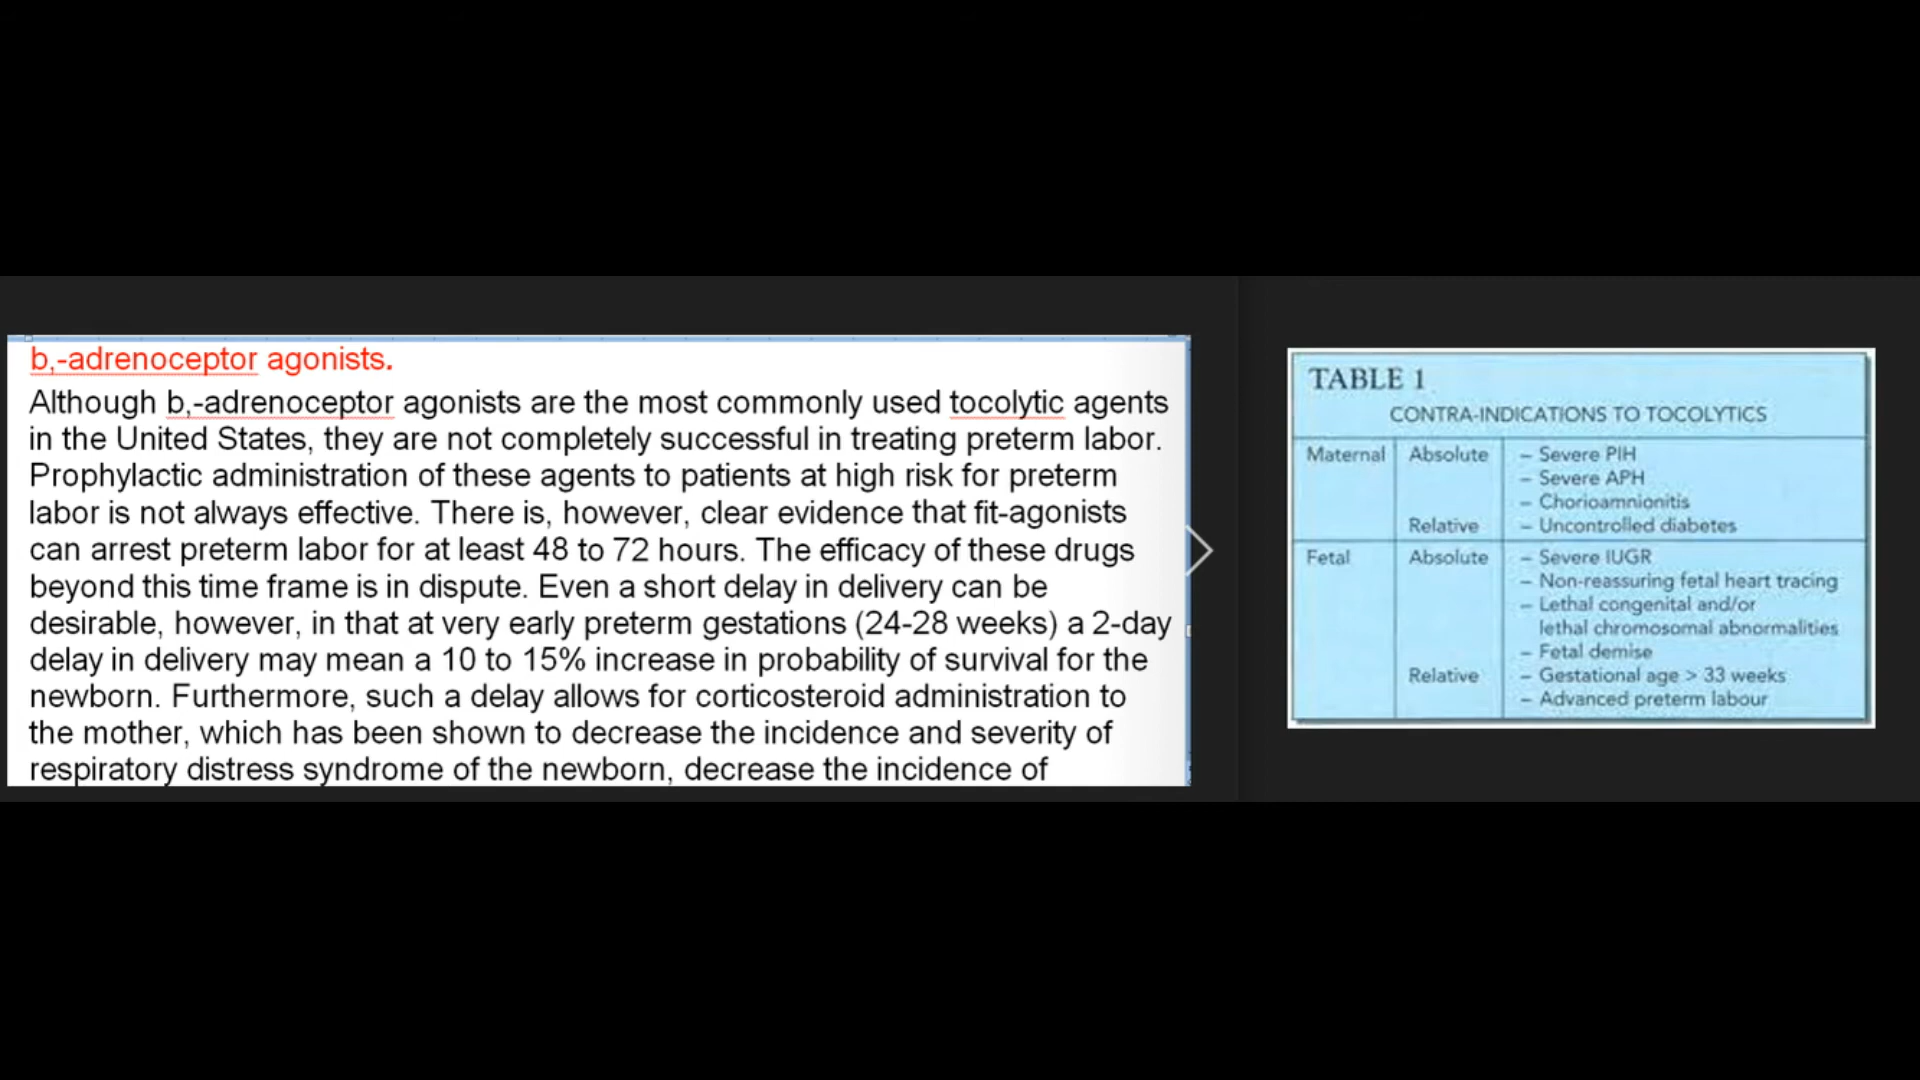 b,-adrenoceptor agonists.
Although b,-adrenoceptor agonists are the most commonly used tocolytic agents
in the United States, they are not completely successful in treating preterm labor.
Prophylactic administration of these agents to patients at high risk for preterm
labor is not always effective. There is, however, clear evidence that fit-agonists
can arrest preterm labor for at least 48 to 72 hours. The efficacy of these drugs
beyond this time frame is in dispute. Even a short delay in delivery can be
desirable, however, in that at very early preterm gestations (24-28 weeks) a 2-day
delay in delivery may mean a 10 to 15% increase in probability of survival for the
newborn. Furthermore, such a delay allows for corticosteroid administration to
the mother, which has been shown to decrease the incidence and severity of
respiratory distress syndrome of the newborn, decrease the incidence of
TABLE 1
CONTRA-INDICATIONS TO TOCOLYTICS
Maternal Absolute – Severe PIH
– Severe APH
– Chorioamnionitis
Relative – Uncontrolled diabetes
Fetal Absolute – Severe IUGR
– Non-reassuring fetal heart tracing
– Lethal congenital and/or
lethal chromosomal abnormalities
– Fetal demise
Relative – Gestational age > 33 weeks
– Advanced preterm labour